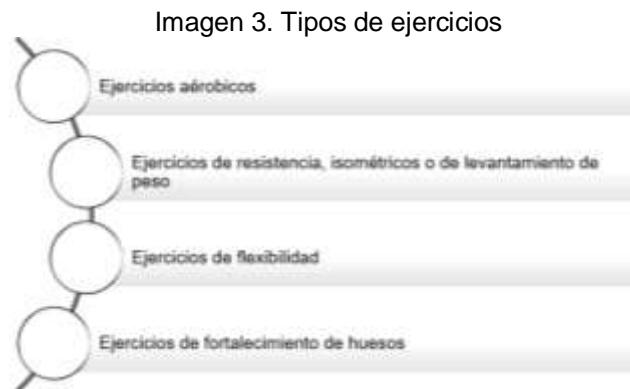 Imagen 3. Tipos de ejercicios
Ejercicios aérobicos
Ejercicios de resistencia, isométricos o de levantamiento de
peso
Ejercicios de flexibilidad
Ejercicios de fortalecimiento de huesos